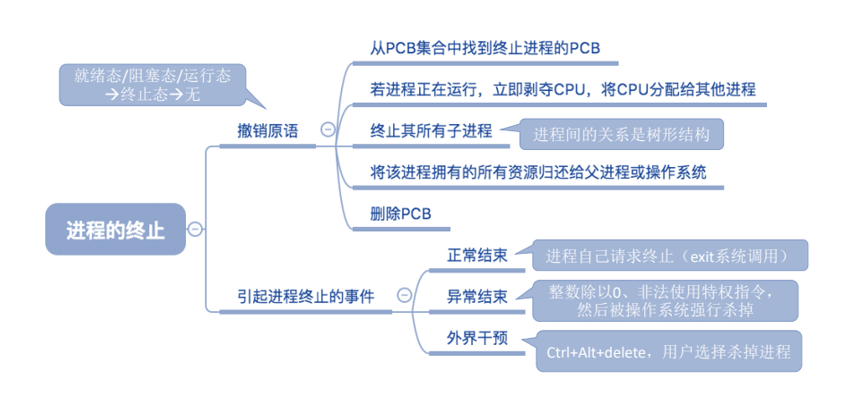 从PCB集合中找到终止进程的PCB
就绪态/阻塞态/运行态
→终止态→无
若进程正在运行，立即剥夺CPU，将CPU分配给其他进程
撤销原语
终止其所有子进程
进程间的关系是树形结构
将该进程拥有的所有资源归还给父进程或操作系统
删除PCB
进程的终止
正常结束
进程自己请求终止（exit系统调用）
引起进程终止的事件
异常结束
整数除以0、非法使用特权指令，
然后被操作系统强行杀掉
外界干预
Ctrl+Alt+delete，用户选择杀掉进程